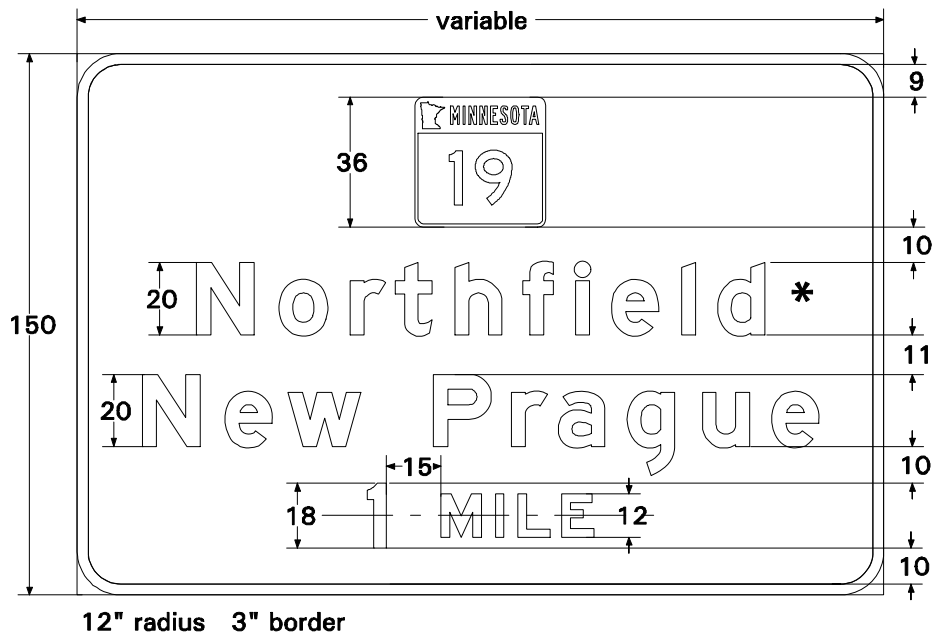 variable
9
MINNESOTA
36
19
10
20 Northfield *
150
11
20 New Prague
15
10
18 1 MILE 12
10
12" radius 3" border